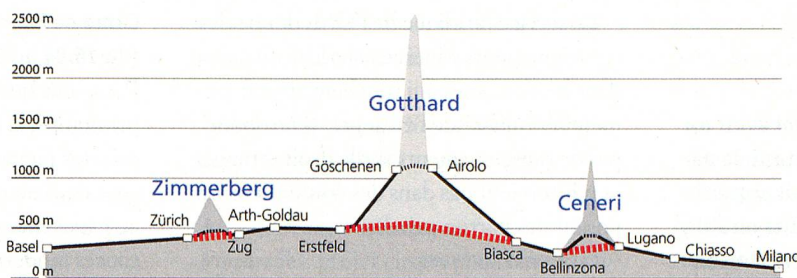 2500 m
2000 m
Gotthard
1500 m
Göschenen
Airolo
1000 m
Zimmerberg
Ceneri
500 m
Zürich
Arth-Goldau
Basel
Zug
Erstfeld
Biasca
Bellinzona
Lugano
Chiasso
Milano
0 m